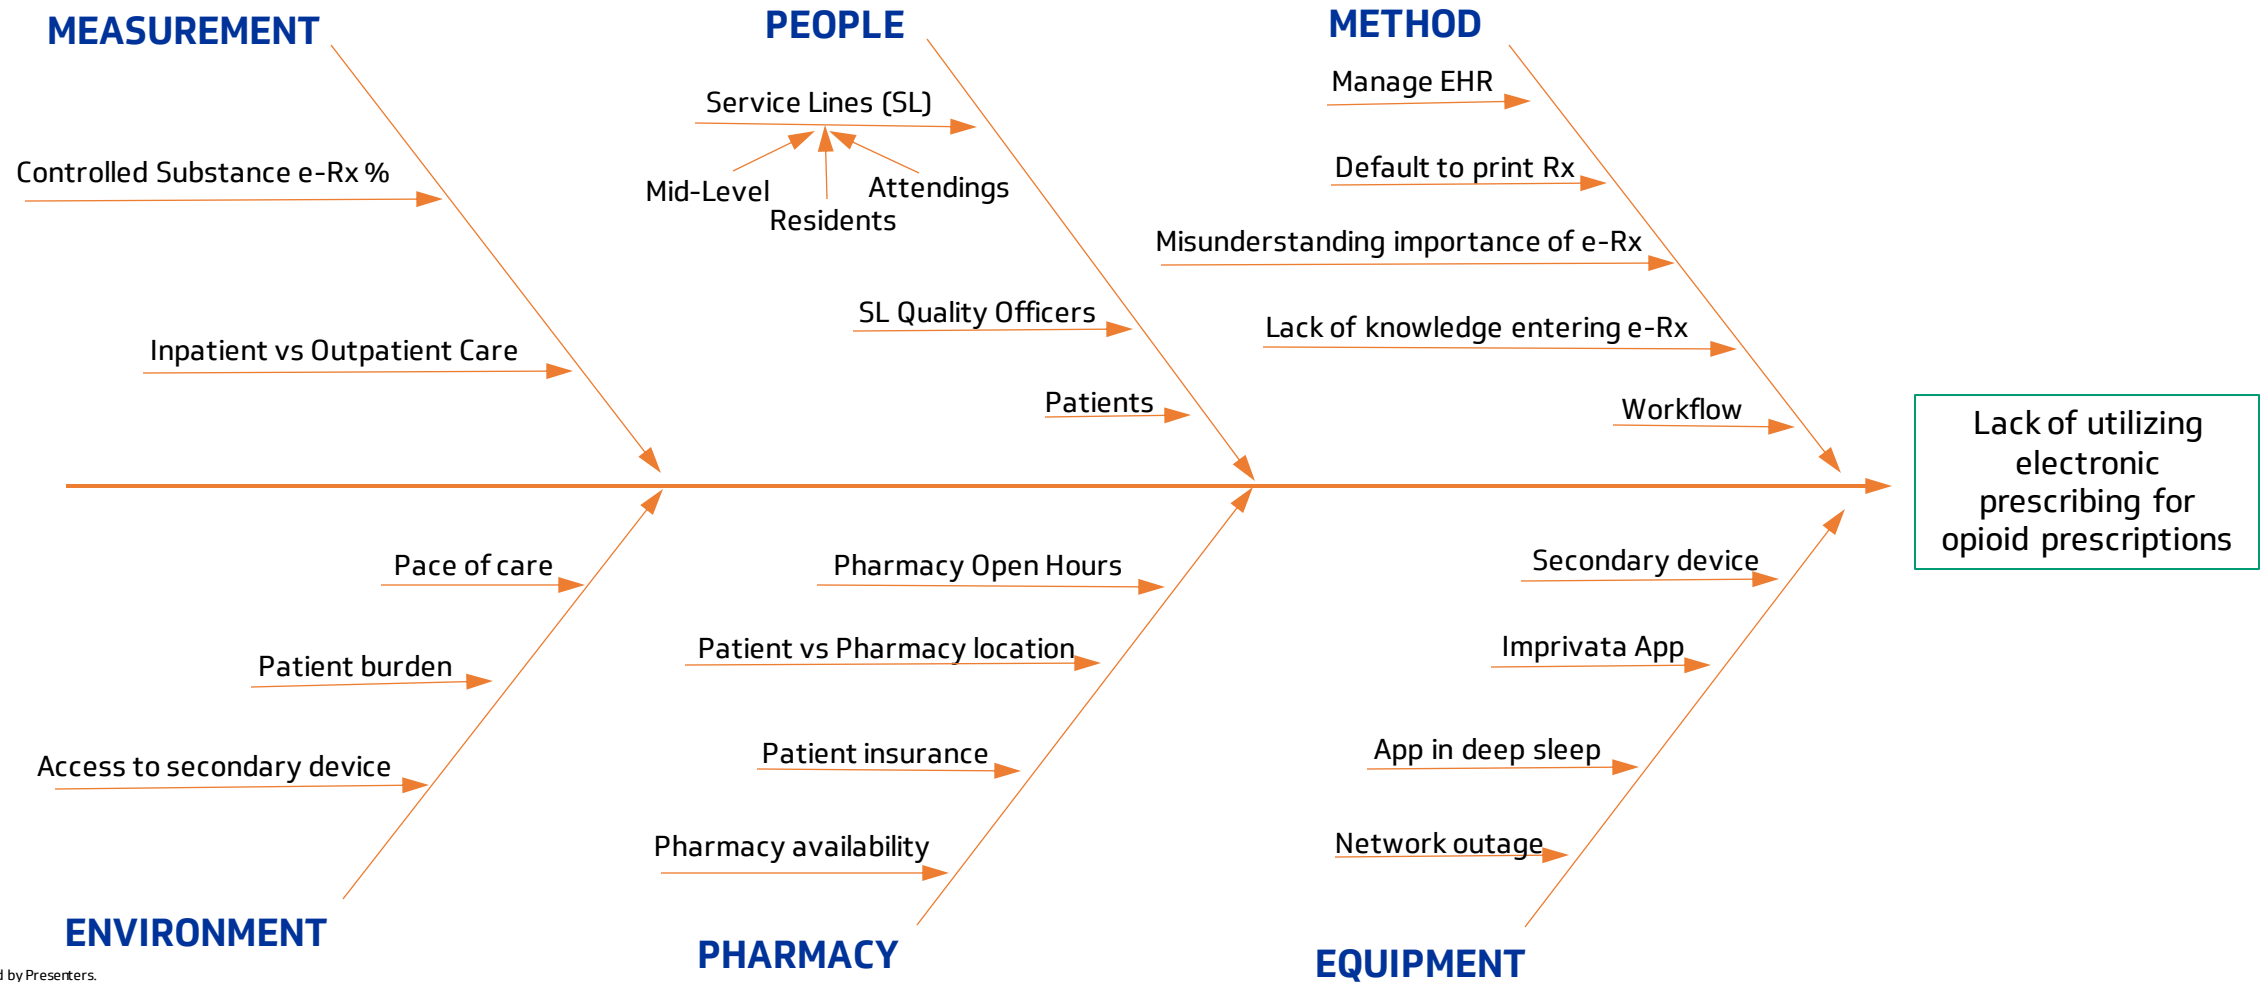 MEASUREMENT
PEOPLE
METHOD
Manage EHR
Service Lines (SL)
Default to print Rx
Controlled Substance e-Rx %
Mid-Level
Attendings
Residents
Misunderstanding importance of e-Rx
SL Quality Officers
Lack of knowledge entering e-Rx
Inpatient vs Outpatient Care
Patients
Workflow
Lack of utilizing
electronic
prescribing for
opioid prescriptions
Pace of care
Pharmacy Open Hours
Secondary device
Patient burden
Patient vs Pharmacy location
Imprivata App
Access to secondary device
Patient insurance
App in deep sleep
Pharmacy availability
Network outage
ENVIRONMENT
PHARMACY
EQUIPMENT
by Presenters.